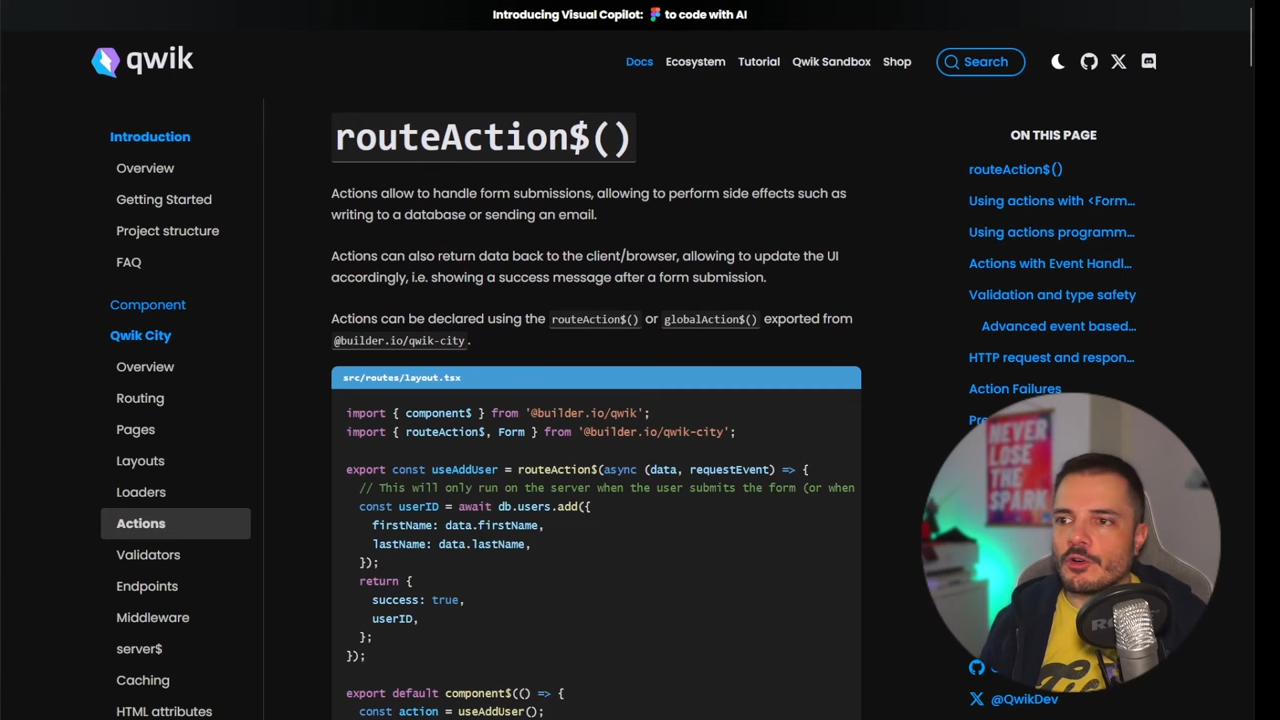 Introducing Visual Copilot: to code with AI
qwik
Docs Ecosystem Tutorial Qwik Sandbox Shop Search
Introduction
Overview
Getting Started
Project structure
FAQ
Component
Qwik City
Overview
Routing
Pages
Layouts
Loaders
Actions
Validators
Endpoints
Middleware
server$
Caching
HTML attributes
routeAction$()
Actions allow to handle form submissions, allowing to perform side effects such as
writing to a database or sending an email.
Actions can also return data back to the client/browser, allowing to update the UI
accordingly, i.e. showing a success message after a form submission.
Actions can be declared using the routeAction$() or globalAction$() exported from
@builder.io/qwik-city.
src/routes/layout.tsx
import { component$ } from '@builder.io/qwik';
import { routeAction$, Form } from '@builder.io/qwik-city';
export const useAddUser = routeAction$(async (data, requestEvent) => {
// This will only run on the server when the user submits the form (or when
const userID = await db.users.add({
firstName: data.firstName,
lastName: data.lastName,
});
return {
success: true,
userID,
};
});
export default component$(() => {
const action = useAddUser();
ON THIS PAGE
routeAction$()
Using actions with <Form...
Using actions programm...
Actions with Event Handl...
Validation and type safety
Advanced event based...
HTTP request and respon...
Action Failures
NEVER
LOSE
THE
SPARK
@QwikDev